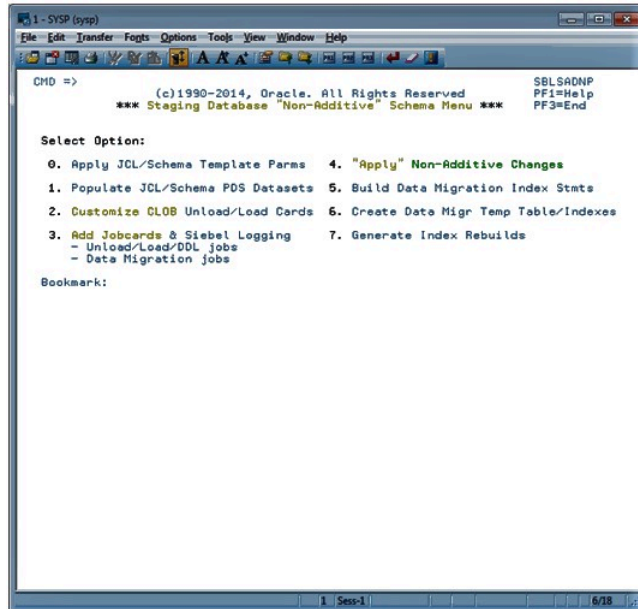 1 - SYSP (sysp)
File Edit Transfer Fonts Options Tools View Window Help
CMD => SBLSADNP
(c)1990-2014, Oracle. All Rights Reserved PF1=Help
*** Staging Database "Non-Additive" Schema Menu *** PF3=End
Select Option:
0. Apply JCL/Schema Template Parms 4. "Apply" Non-Additive Changes
1. Populate JCL/Schema PDS Datasets 5. Build Data Migration Index Stmts
2. Customize CLOB Unload/Load Cards 6. Create Data Migr Temp Table/Indexes
3. Add Jobcards & Siebel Logging 7. Generate Index Rebuilds
- Unload/Load/DDL jobs
- Data Migration jobs
Bookmark:
1 Sess-1 6/18